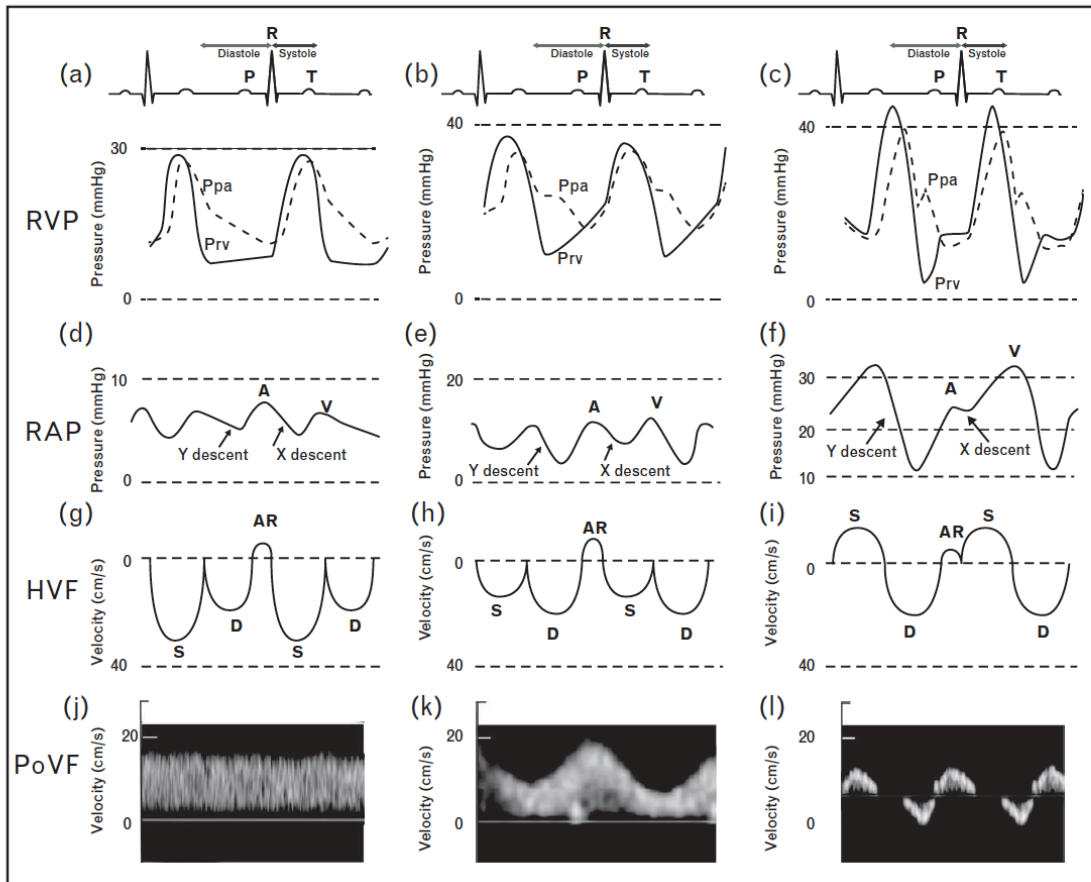 R R R
Diastole Systole Diastole Systole Diastole Systole
(a) (b) (c)
P T P T P T
RVP
Pressure (mmHg) Pressure (mmHg) Pressure (mmHg)
30 40 40
Ppa Ppa Ppa
Prv Prv Prv
0 0 0
(d) (e) (f)
RAP
Pressure (mmHg) Pressure (mmHg) Pressure (mmHg)
10 20 30
A V A V A V
20
Y descent X descent Y descent X descent Y descent X descent
0 0 10
(g) (h) (i)
HVF
Velocity (cm/s) Velocity (cm/s) Velocity (cm/s)
AR AR S AR S
0 0 0
S D S D S D S D D D
40 40 40
(j) (k) (l)
PoVF
Velocity (cm/s) Velocity (cm/s) Velocity (cm/s)
20 20 20
0 0 0